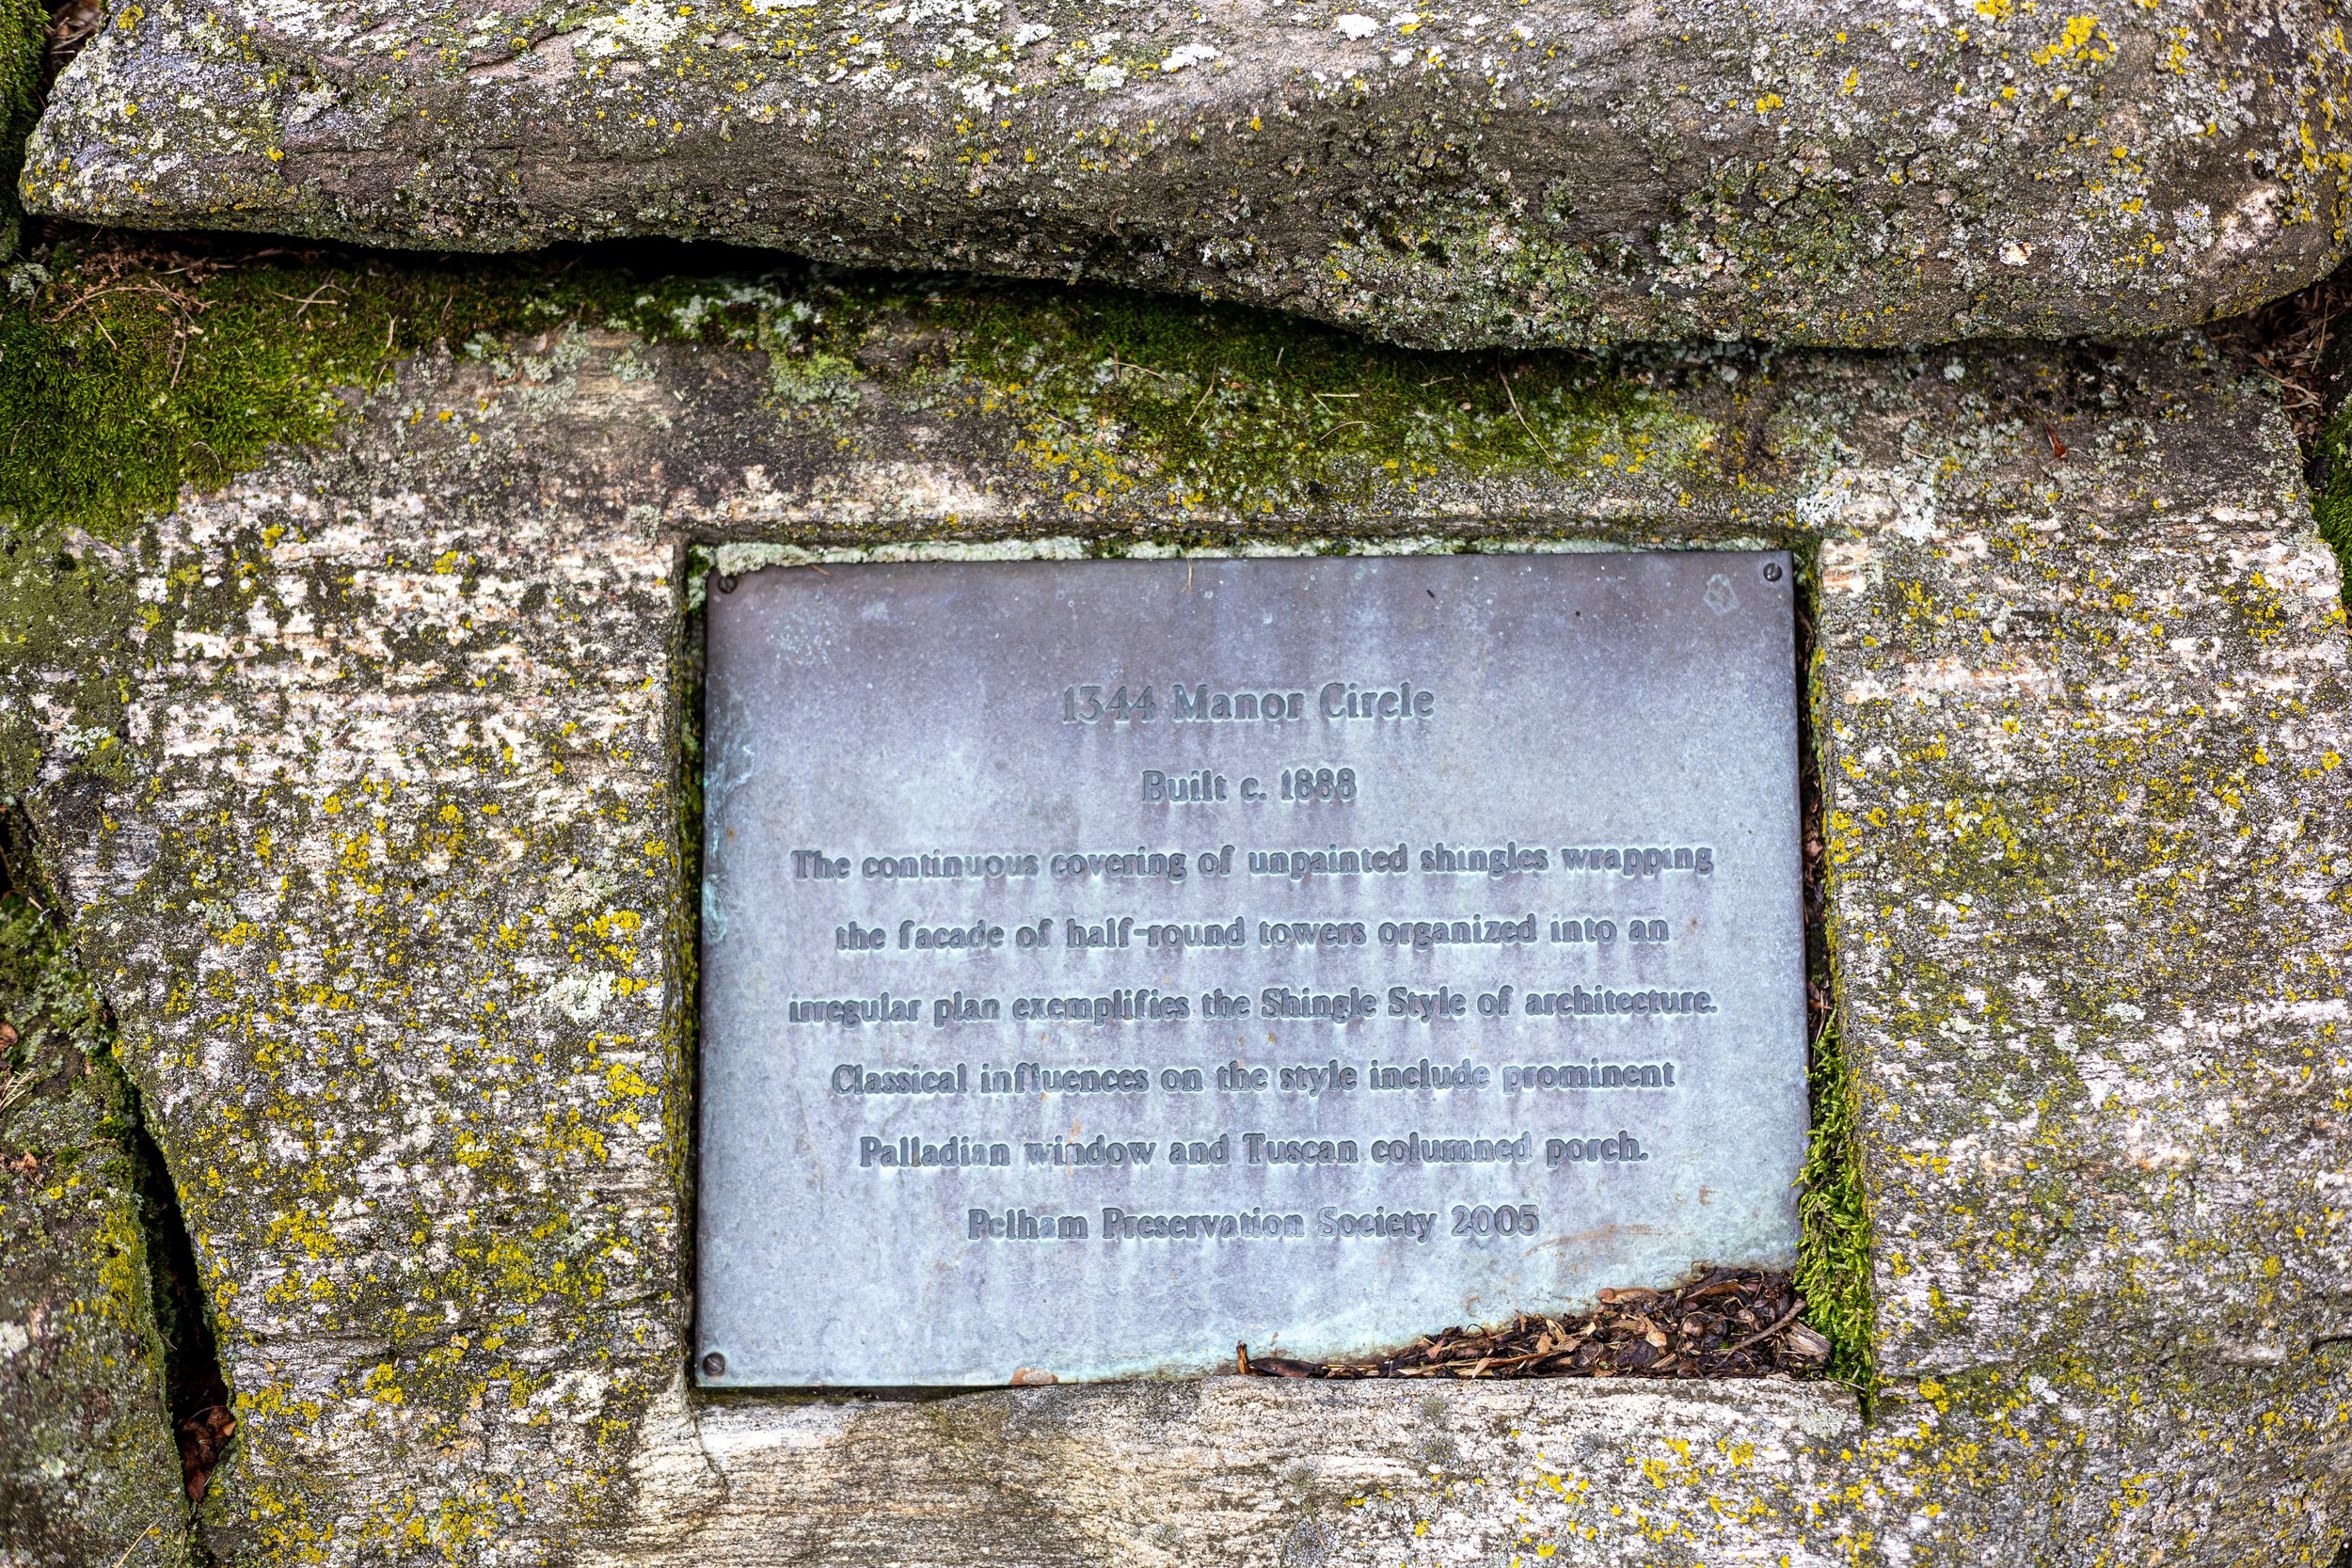 1344 Manor Circle
Built c. 1888
The continuous covering of unpainted shingles wrapping
the facade of half-round towers organized into an
irregular plan exemplifies the Shingle Style of architecture.
Classical influences on the style include prominent
Palladian window and Tuscan columned porch.
Pelham Preservation Society 2005